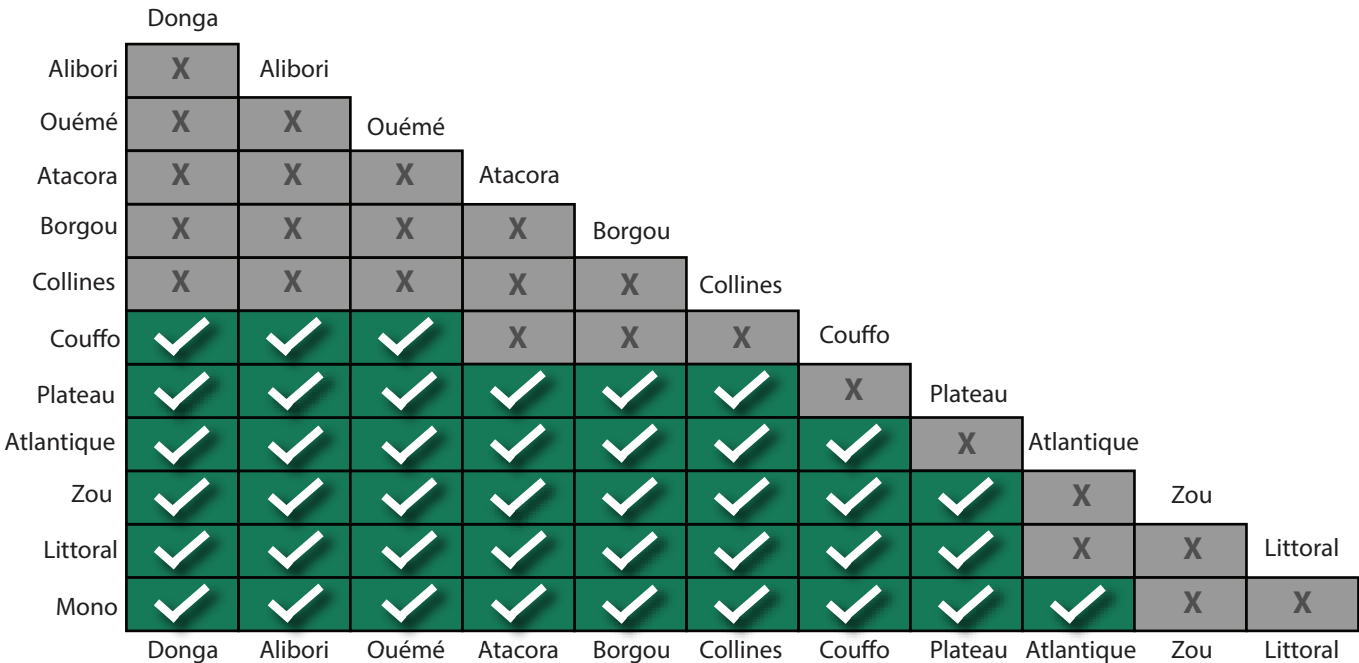 Donga
Alibori X Alibori
Ouémé X X Ouémé
Atacora X X X Atacora
Borgou X X X X Borgou
Collines X X X X X Collines
Couffo X X X Couffo
Plateau X Plateau
Atlantique X Atlantique
Zou X Zou
Littoral X X Littoral
Mono X X
Donga Alibori Ouémé Atacora Borgou Collines Couffo Plateau Atlantique Zou Littoral